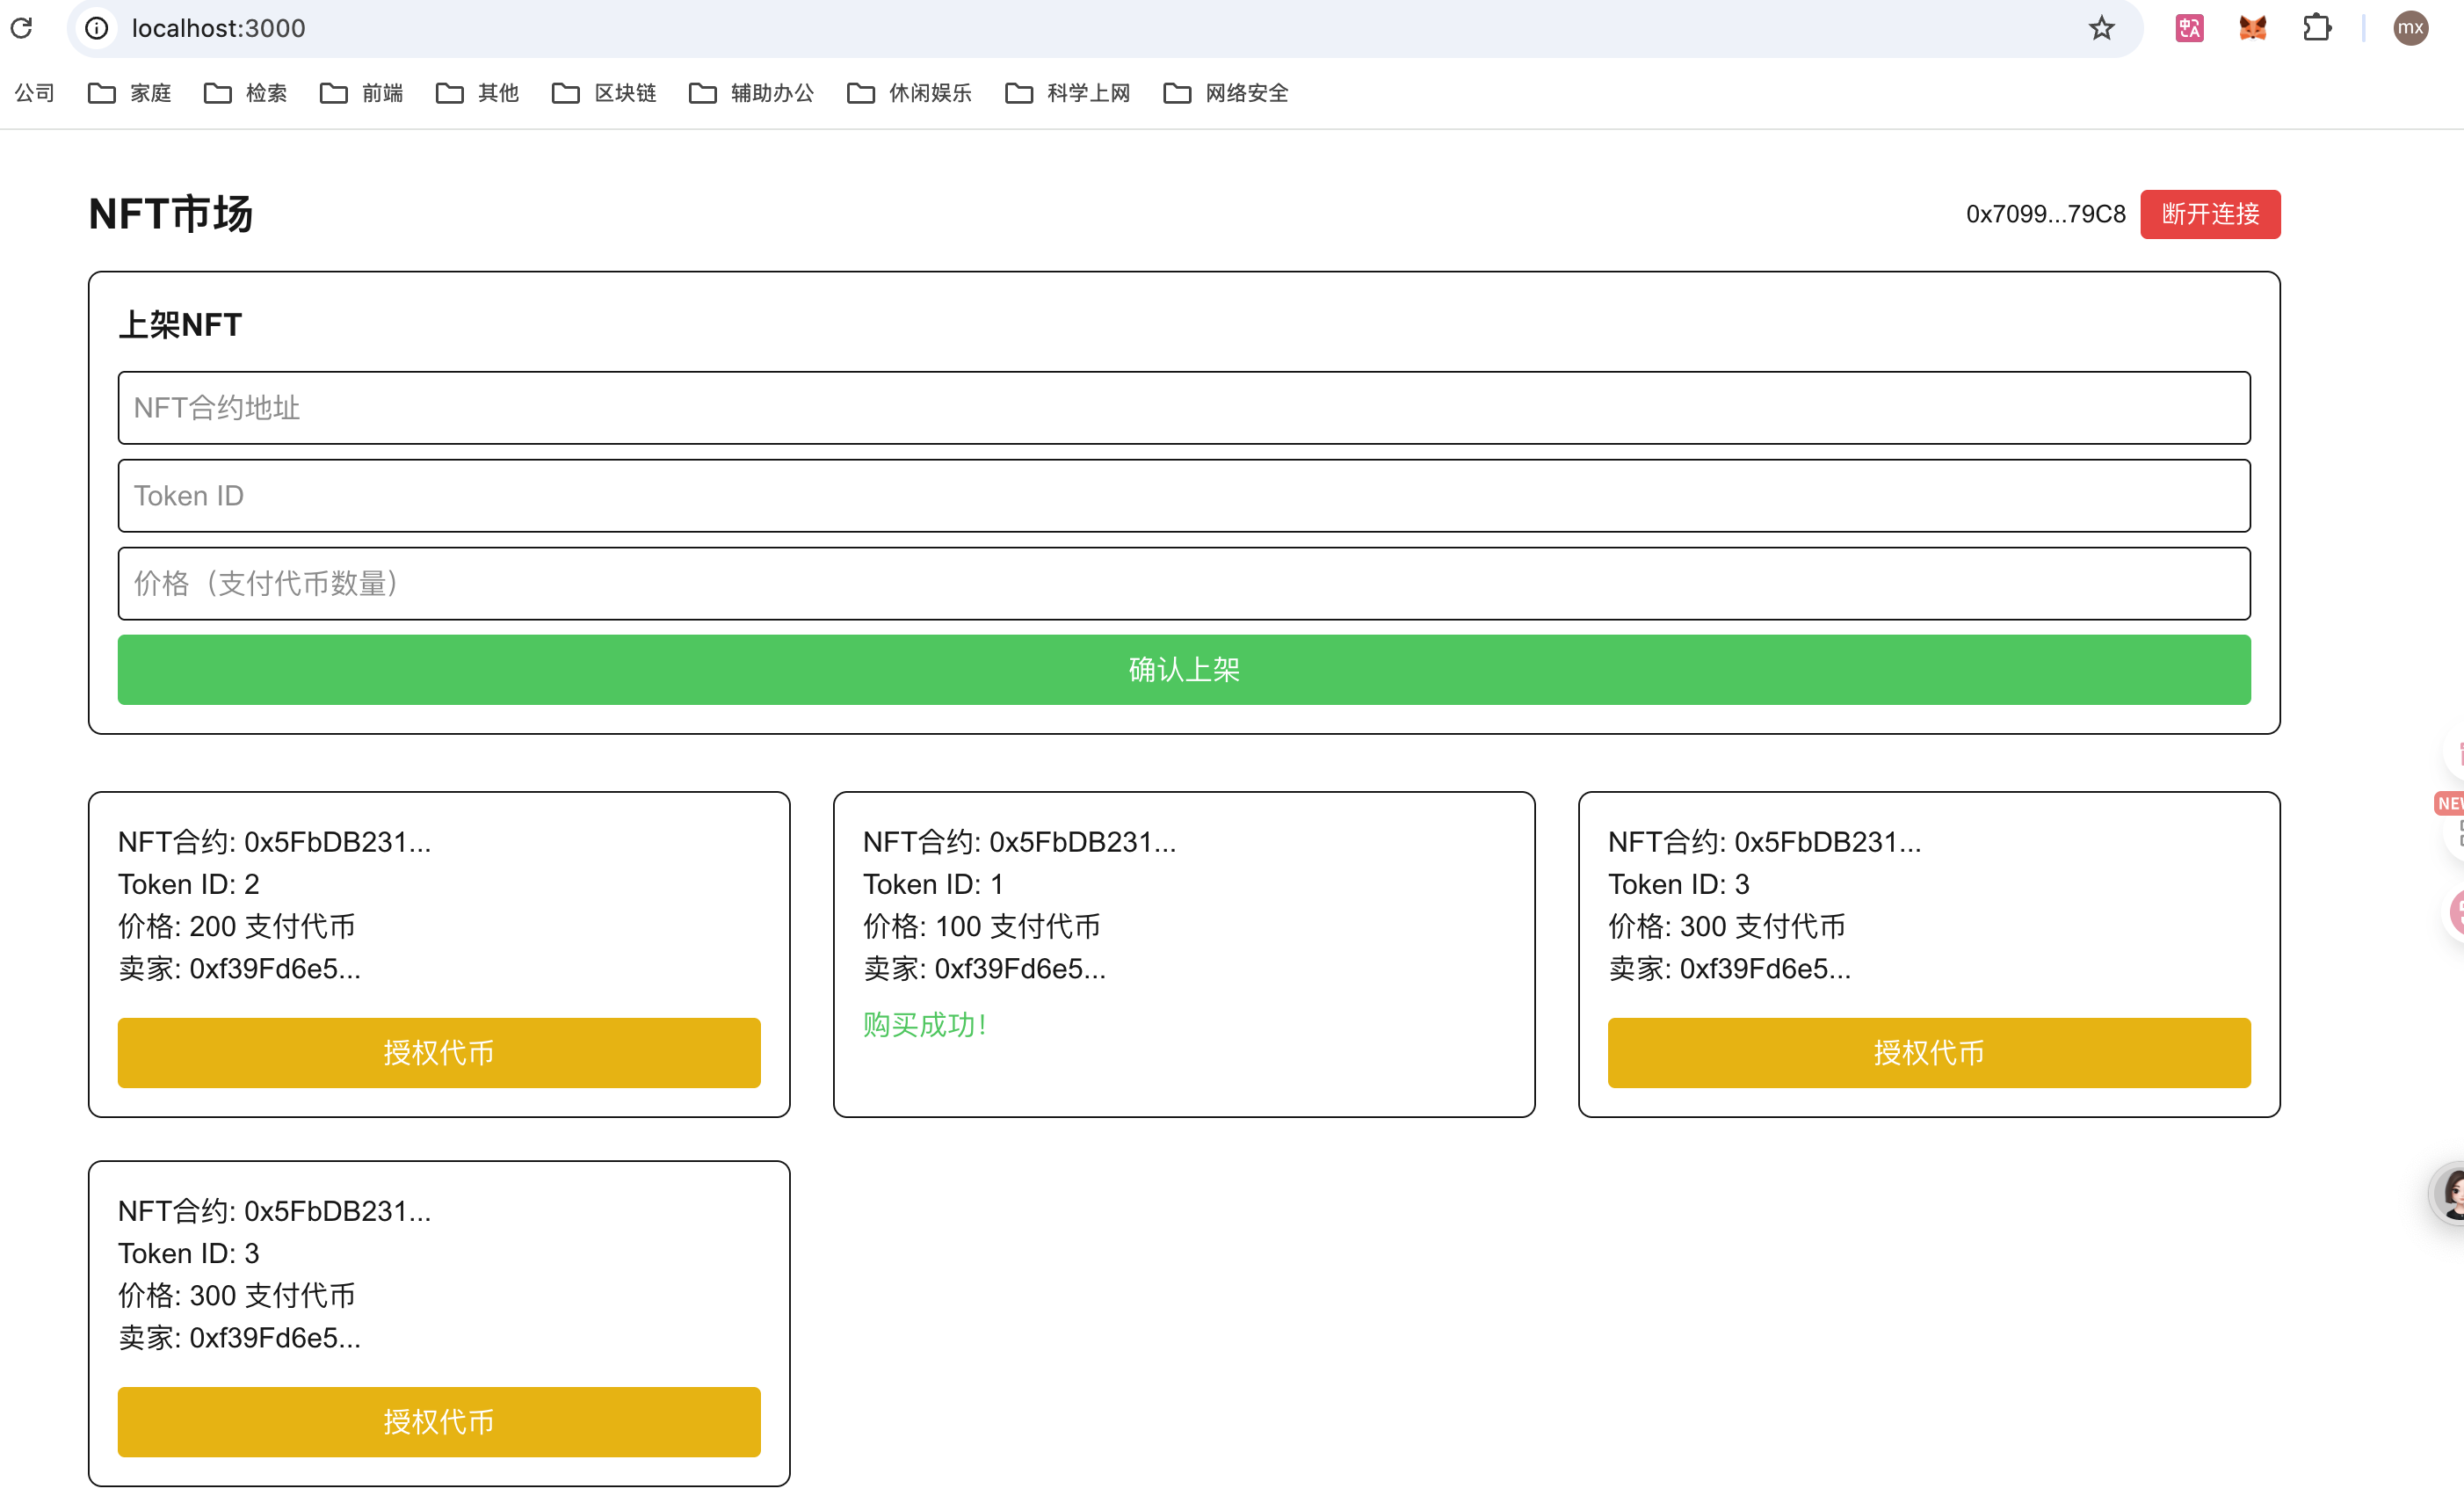 localhost:3000
mx
公司 家庭 检索 前端 其他 区块链 辅助办公 休闲娱乐 科学上网 网络安全
NFT市场
0x7099...79C8 断开连接
上架NFT
NFT合约地址
Token ID
价格（支付代币数量）
确认上架
NFT合约: 0x5FbDB231...
Token ID: 2
价格: 200 支付代币
卖家: 0xf39Fd6e5...
授权代币
NFT合约: 0x5FbDB231...
Token ID: 1
价格: 100 支付代币
卖家: 0xf39Fd6e5...
购买成功!
NFT合约: 0x5FbDB231...
Token ID: 3
价格: 300 支付代币
卖家: 0xf39Fd6e5...
授权代币
NFT合约: 0x5FbDB231...
Token ID: 3
价格: 300 支付代币
卖家: 0xf39Fd6e5...
授权代币